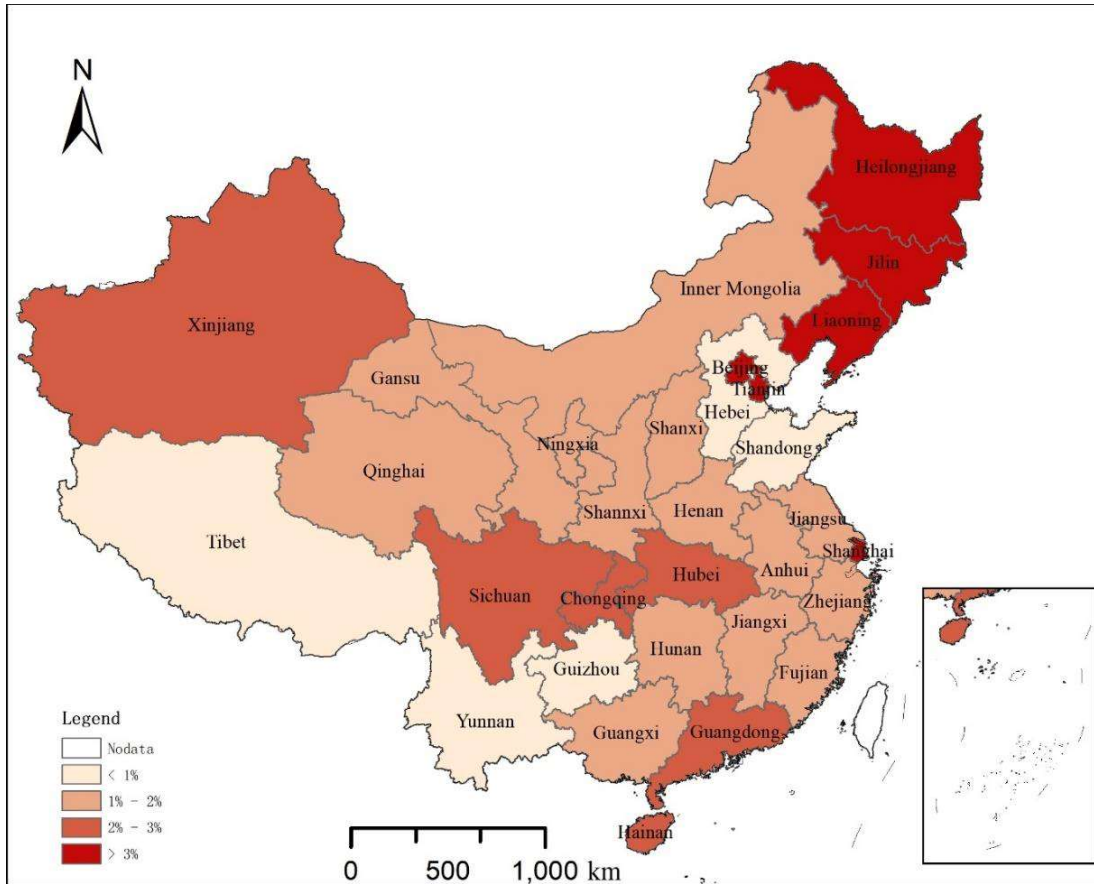 N
Heilongjiang
Jilin
Inner Mongolia
Liaoning
Xinjiang
Beijing
Gansu
Tianjin
Hebei
Shanxi
Ningxia
Shandong
Qinghai
Shannxi
Henan
Jiangsu
Tibet
Shanghai
Hubei
Anhui
Sichuan
Chongqing
Zhejiang
Jiangxi
Hunan
Guizhou
Fujian
Yunnan
Guangxi
Guangdong
Hainan
Legend
Nodata
< 1%
1% - 2%
2% - 3%
> 3%
0 500 1,000 km